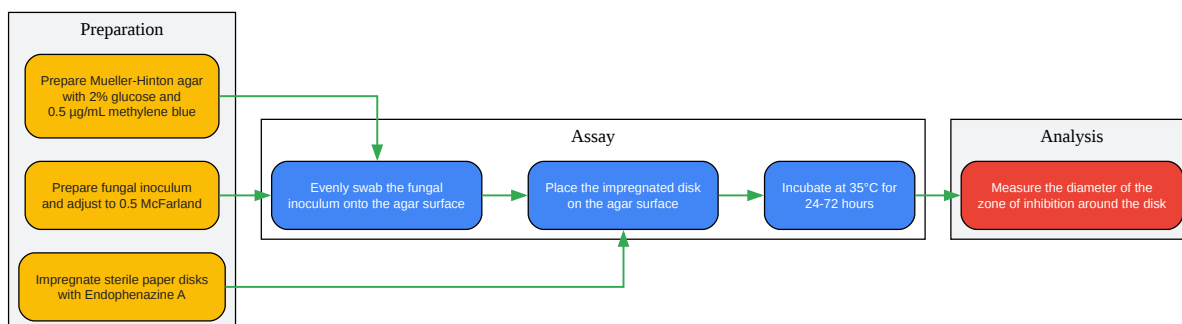 Preparation
Prepare Mueller-Hinton agar
with 2% glucose and
0.5 µg/mL methylene blue
Prepare fungal inoculum
and adjust to 0.5 McFarland
Impregnate sterile paper disks
with Endophenazine A
Assay
Evenly swab the fungal
inoculum onto the agar surface
Place the impregnated disk
on the agar surface
Incubate at 35°C for
24-72 hours
Analysis
Measure the diameter of the
zone of inhibition around the disk